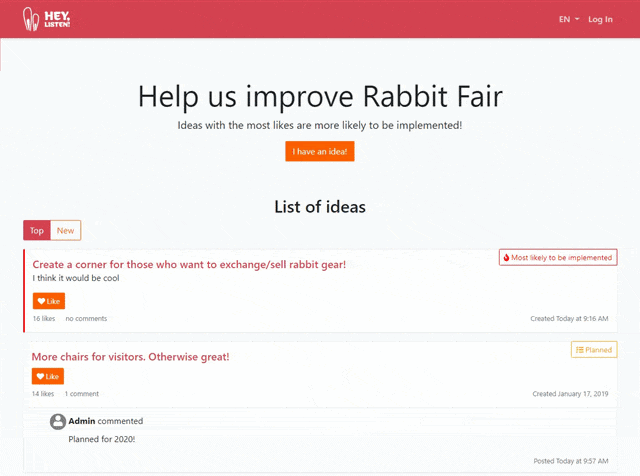 HEY,
LISTEN!
EN
Log In
Help us improve Rabbit Fair
Ideas with the most likes are more likely to be implemented!
I have an idea!
List of ideas
Top
New
Most likely to be implemented
Create a corner for those who want to exchange/sell rabbit gear!
I think it would be cool
Like
16 likes
no comments
Created Today at 9:16 AM
Planned
More chairs for visitors. Otherwise great!
Like
14 likes
1 comment
Created January 17, 2019
Admin commented
Planned for 2020!
Posted Today at 9:57 AM